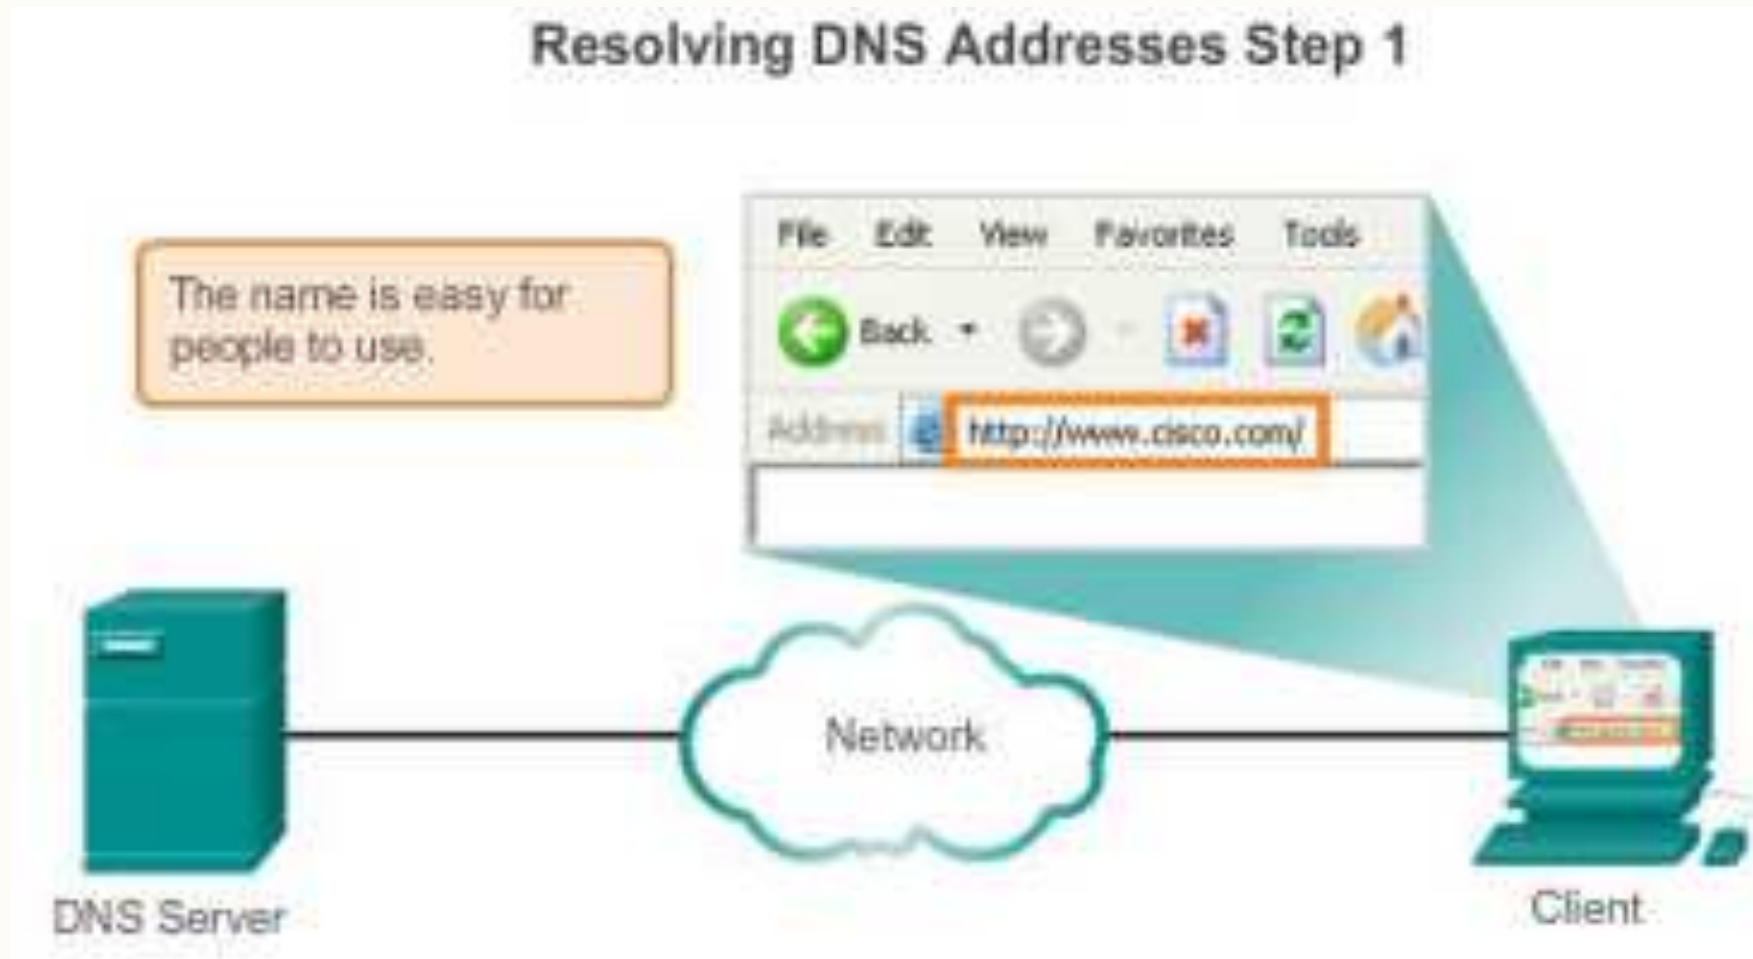 Resolving DNS Addresses Step 1
The name is easy for
people to use.
File Edit View Favorites Tools
Back
Address http://www.cisco.com/
Network
DNS Server
Client